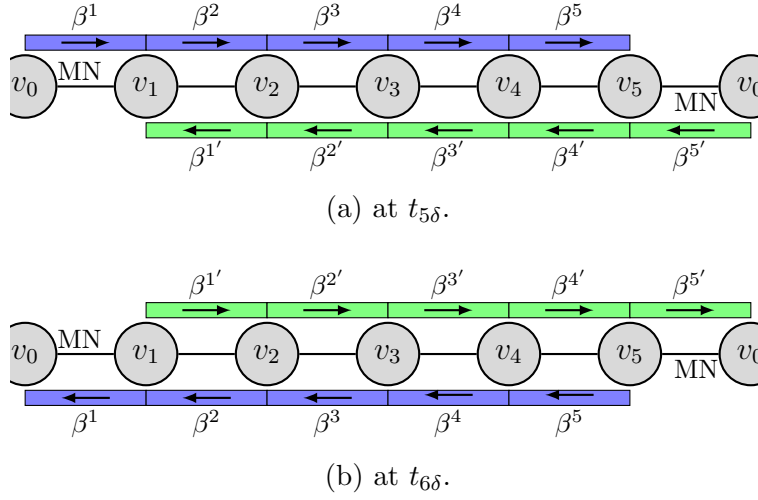 β¹ β² β³ β⁴ β⁵
v₀ MN v₁ v₂ v₃ v₄ v₅ MN v₀
β¹′ β²′ β³′ β⁴′ β⁵′
(a) at t₅δ.
β¹′ β²′ β³′ β⁴′ β⁵′
v₀ MN v₁ v₂ v₃ v₄ v₅ MN v₀
β¹ β² β³ β⁴ β⁵
(b) at t₆δ.